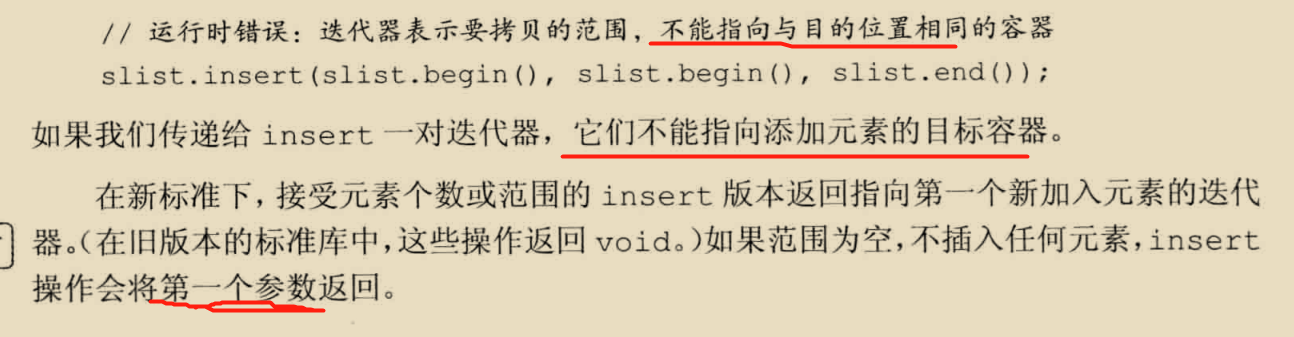 // 运行时错误：迭代器表示要拷贝的范围，不能指向与目的位置相同的容器
slist.insert(slist.begin(), slist.begin(), slist.end());
如果我们传递给 insert 一对迭代器，它们不能指向添加元素的目标容器。
在新标准下，接受元素个数或范围的 insert 版本返回指向第一个新加入元素的迭代
器。（在旧版本的标准库中，这些操作返回 void。）如果范围为空，不插入任何元素，insert
操作会将第一个参数返回。